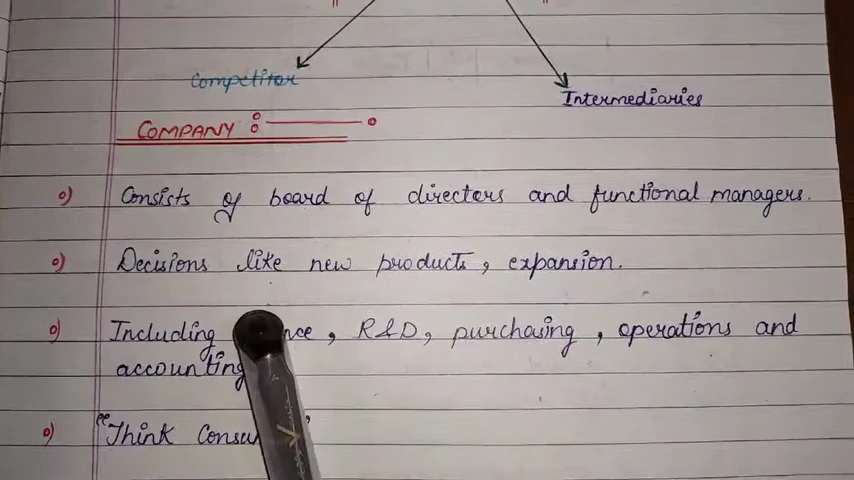 Competitor
Intermediaries
COMPANY :
Consists of board of directors and functional managers.
Decisions like new products, expansion.
Including , R&D, purchasing, operations and
accounting
"Think